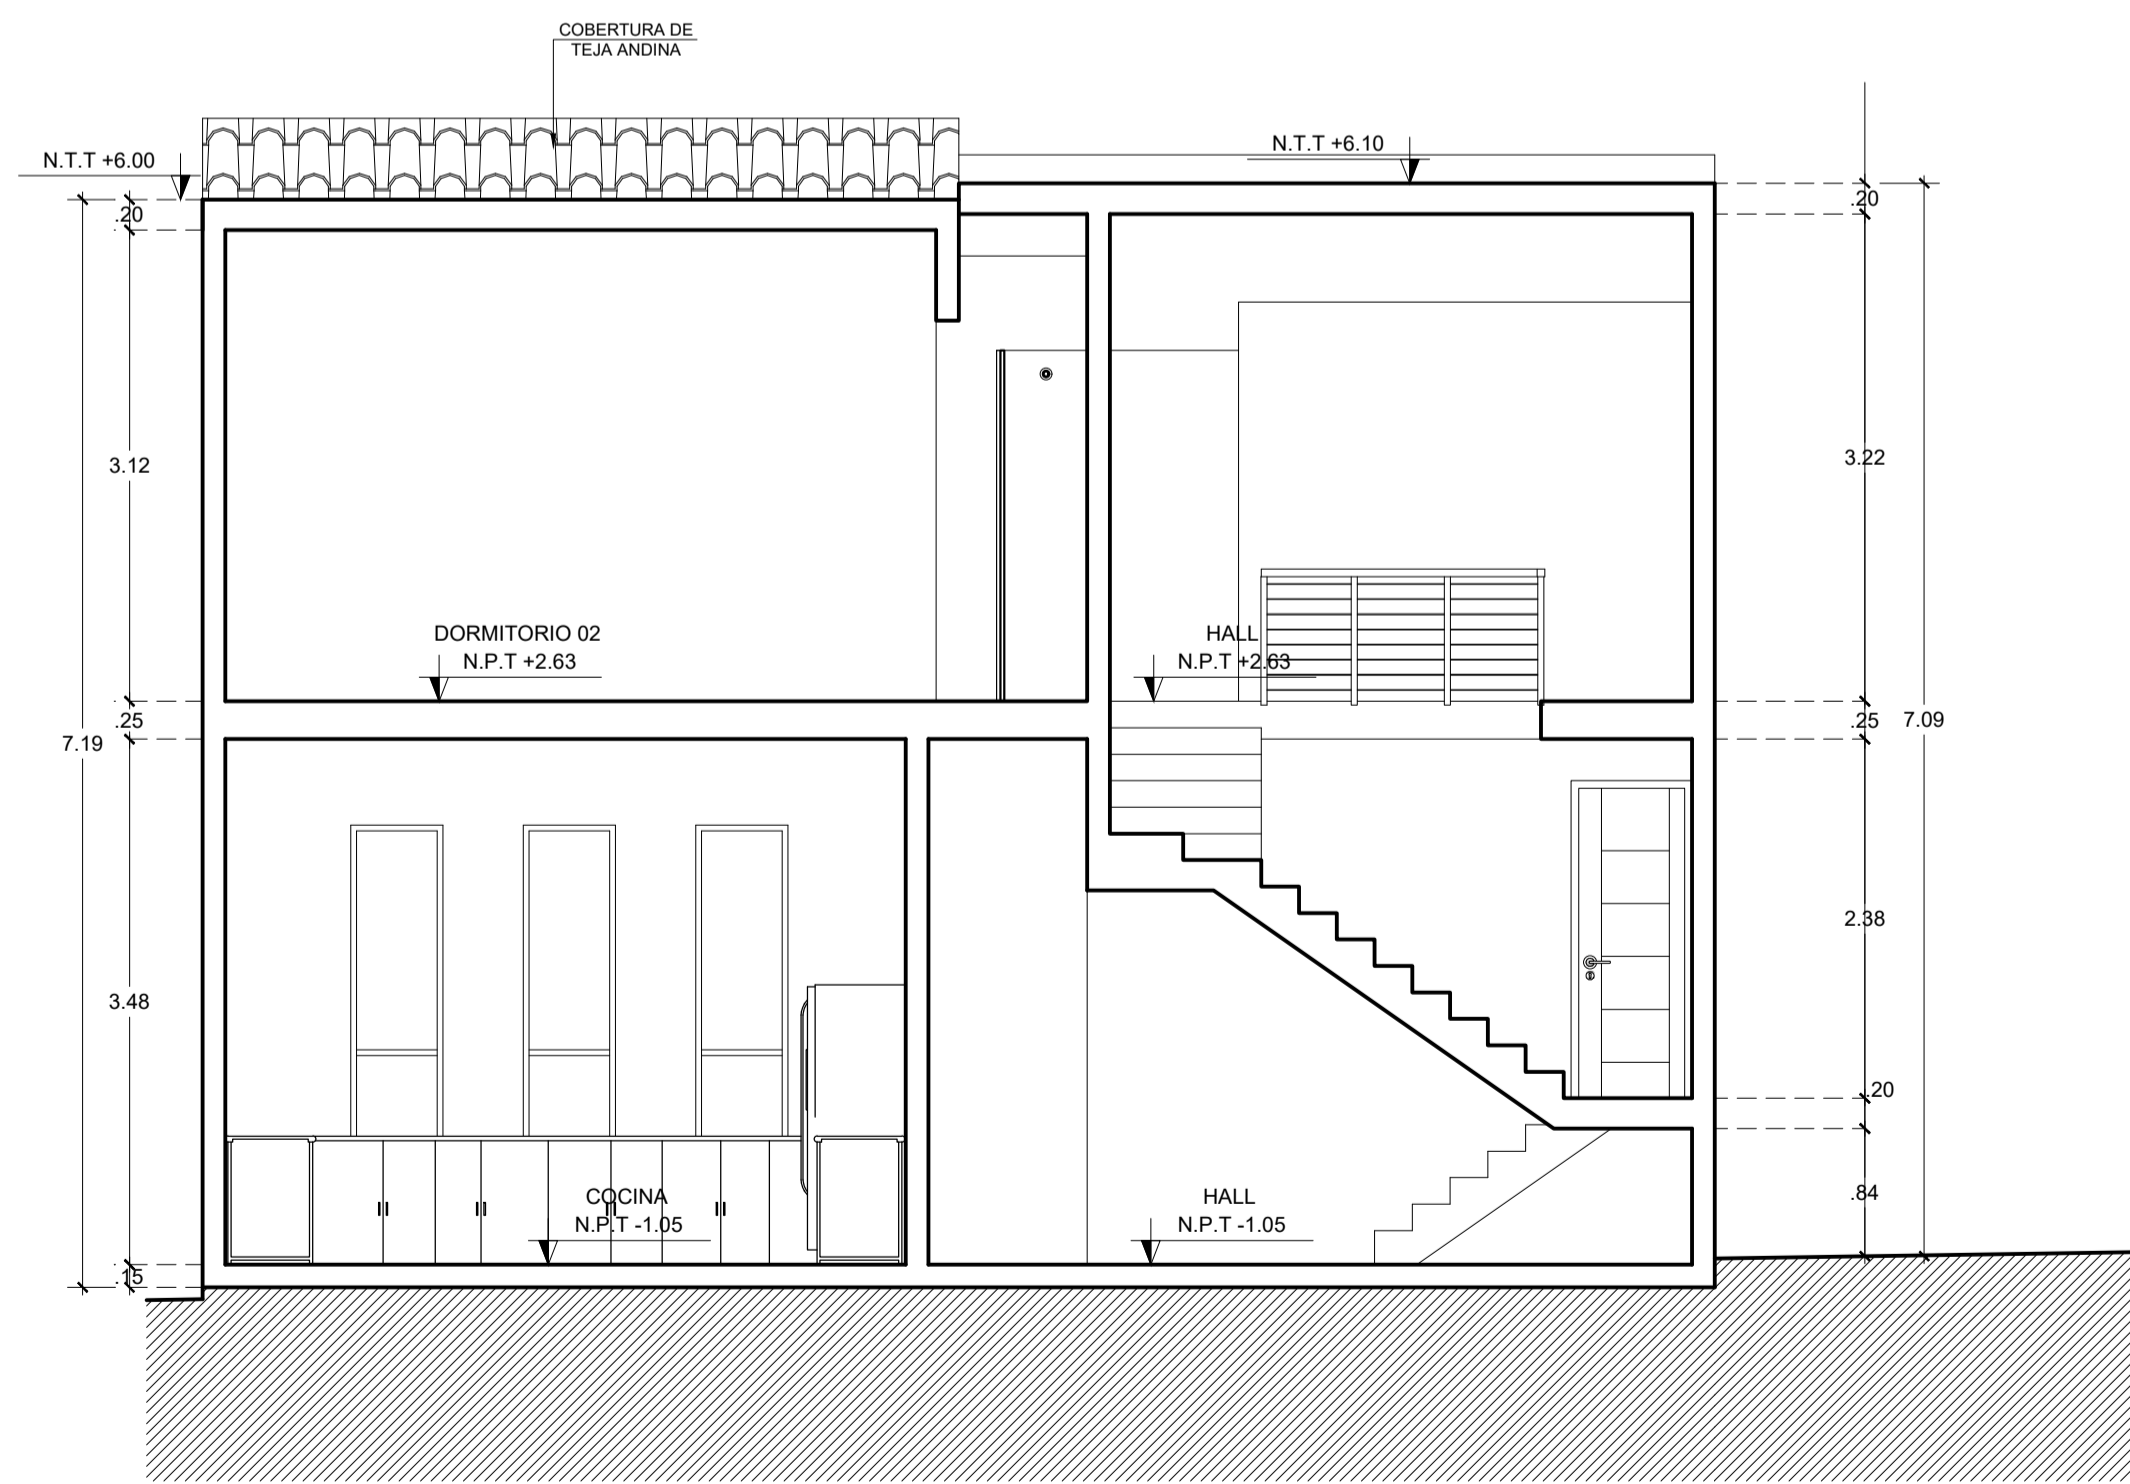 COBERTURA DE
TEJA ANDINA
N.T.T +6.00
N.T.T +6.10
.20
.20
3.12
3.22
DORMITORIO 02
N.P.T +2.63
HALL
N.P.T +2.63
.25
.25
7.19
7.09
2.38
3.48
.20
.84
COCINA
N.P.T -1.05
HALL
N.P.T -1.05
.15